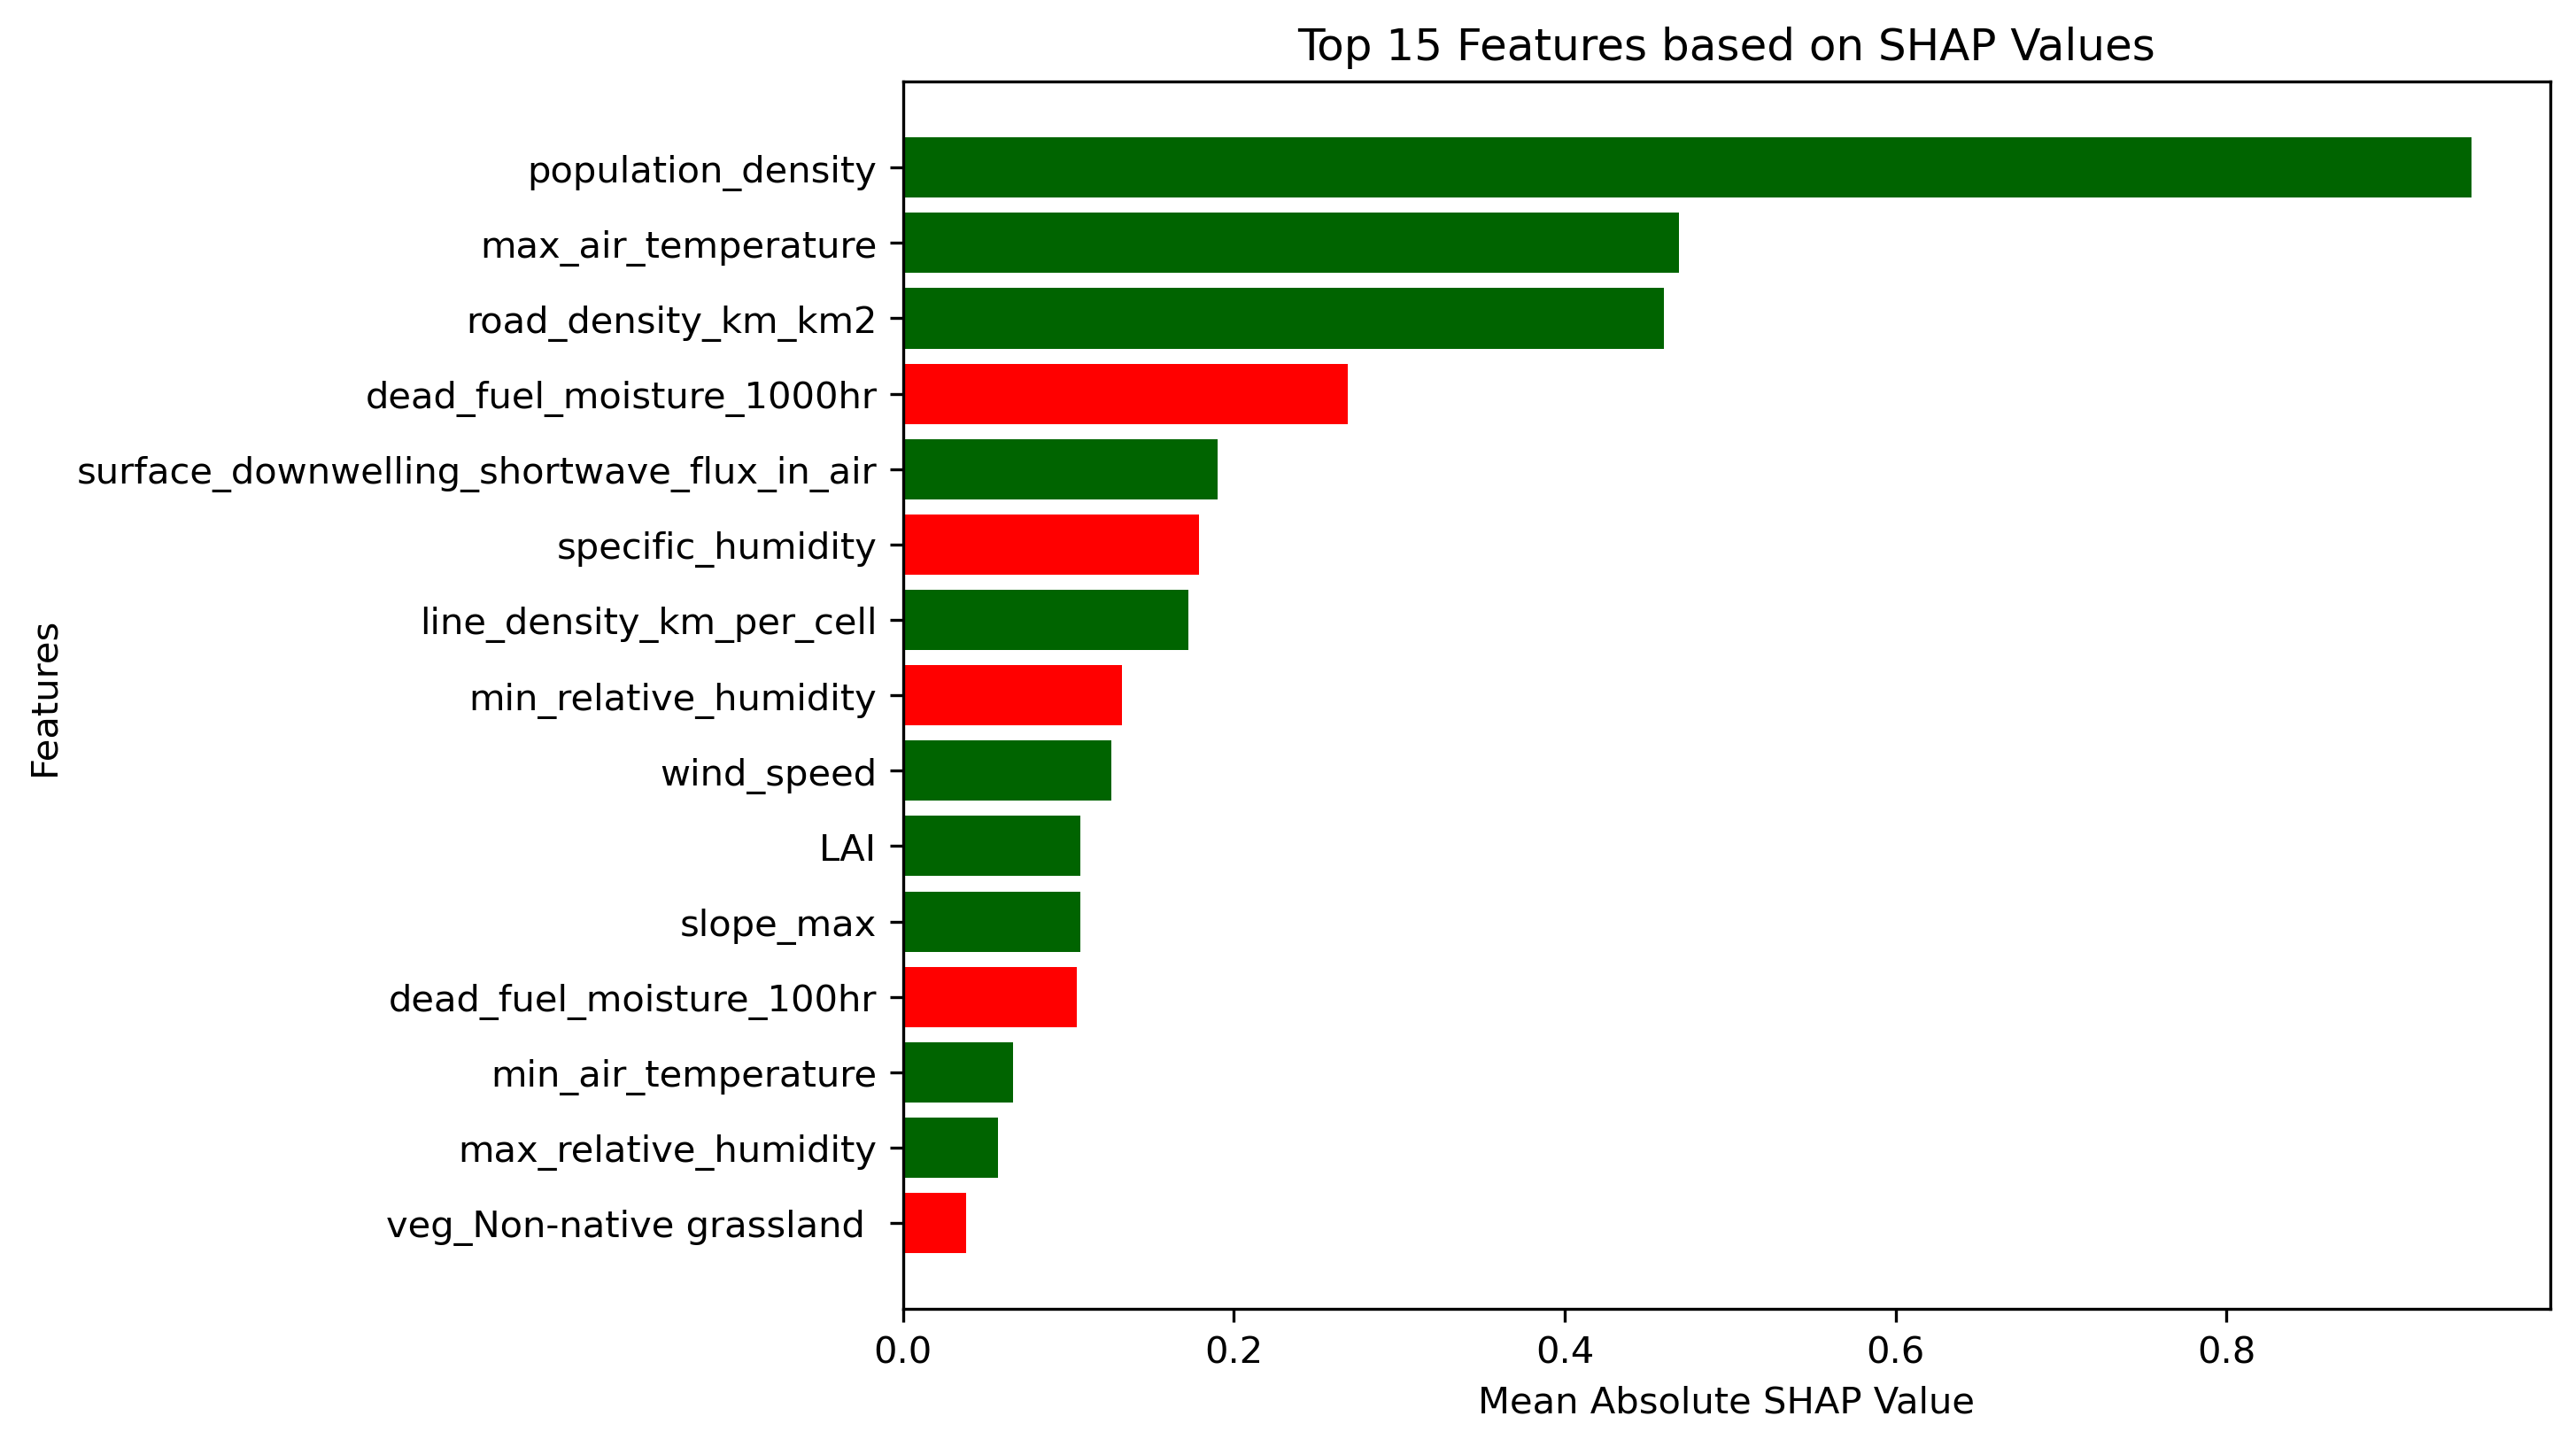 Top 15 Features based on SHAP Values
population_density
max_air_temperature
road_density_km_km2
dead_fuel_moisture_1000hr
surface_downwelling_shortwave_flux_in_air
specific_humidity
line_density_km_per_cell
min_relative_humidity
wind_speed
LAI
slope_max
dead_fuel_moisture_100hr
min_air_temperature
max_relative_humidity
veg_Non-native grassland
Features
0.0 0.2 0.4 0.6 0.8
Mean Absolute SHAP Value